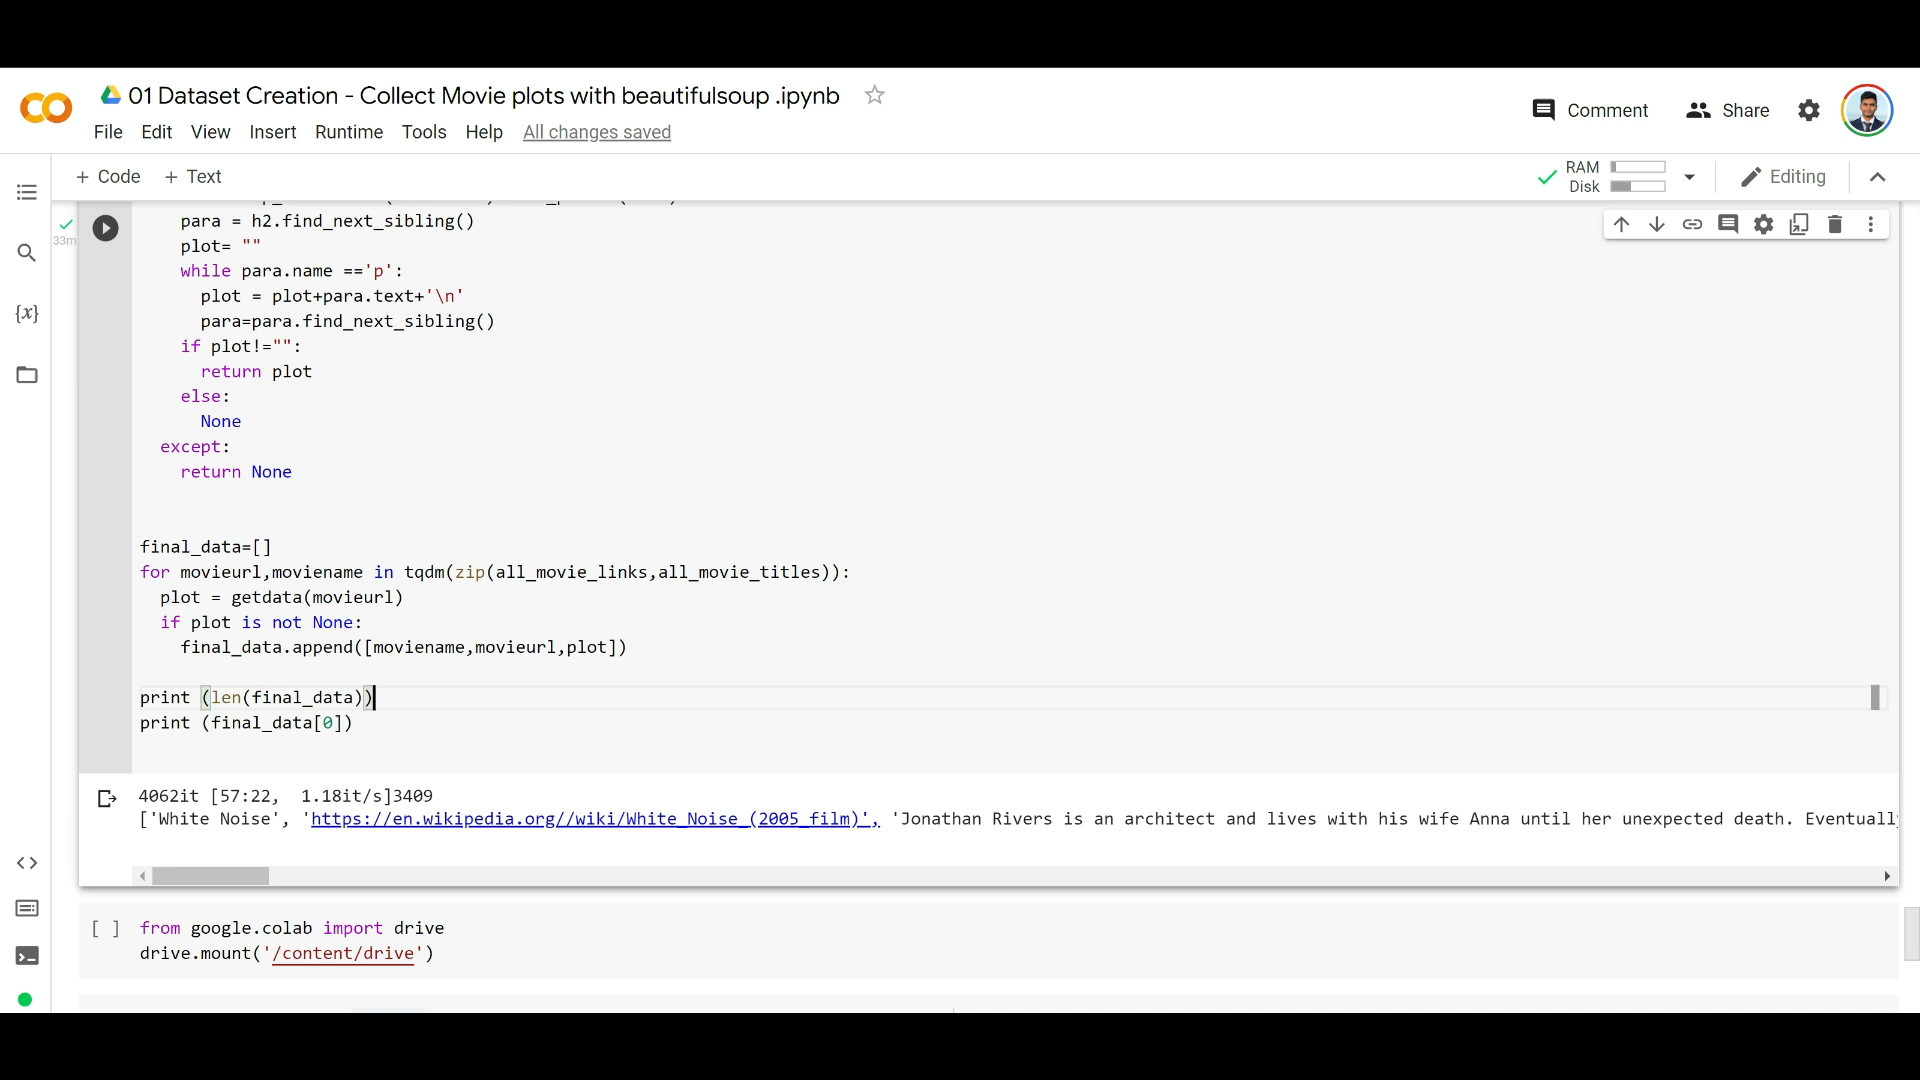 01 Dataset Creation - Collect Movie plots with beautifulsoup .ipynb
Comment
Share
File Edit View Insert Runtime Tools Help All changes saved
+ Code + Text
RAM
Disk
Editing
33m
para = h2.find_next_sibling()
plot= ""
while para.name =='p':
plot = plot+para.text+'\n'
para=para.find_next_sibling()
if plot!="":
return plot
else:
None
except:
return None
final_data=[]
for movieurl,moviename in tqdm(zip(all_movie_links,all_movie_titles)):
plot = getdata(movieurl)
if plot is not None:
final_data.append([moviename,movieurl,plot])
print (len(final_data))
print (final_data[0])
4062it [57:22, 1.18it/s]3409
['White Noise', 'https://en.wikipedia.org//wiki/White_Noise_(2005_film)', 'Jonathan Rivers is an architect and lives with his wife Anna until her unexpected death. Eventuall
[ ] from google.colab import drive
drive.mount('/content/drive')